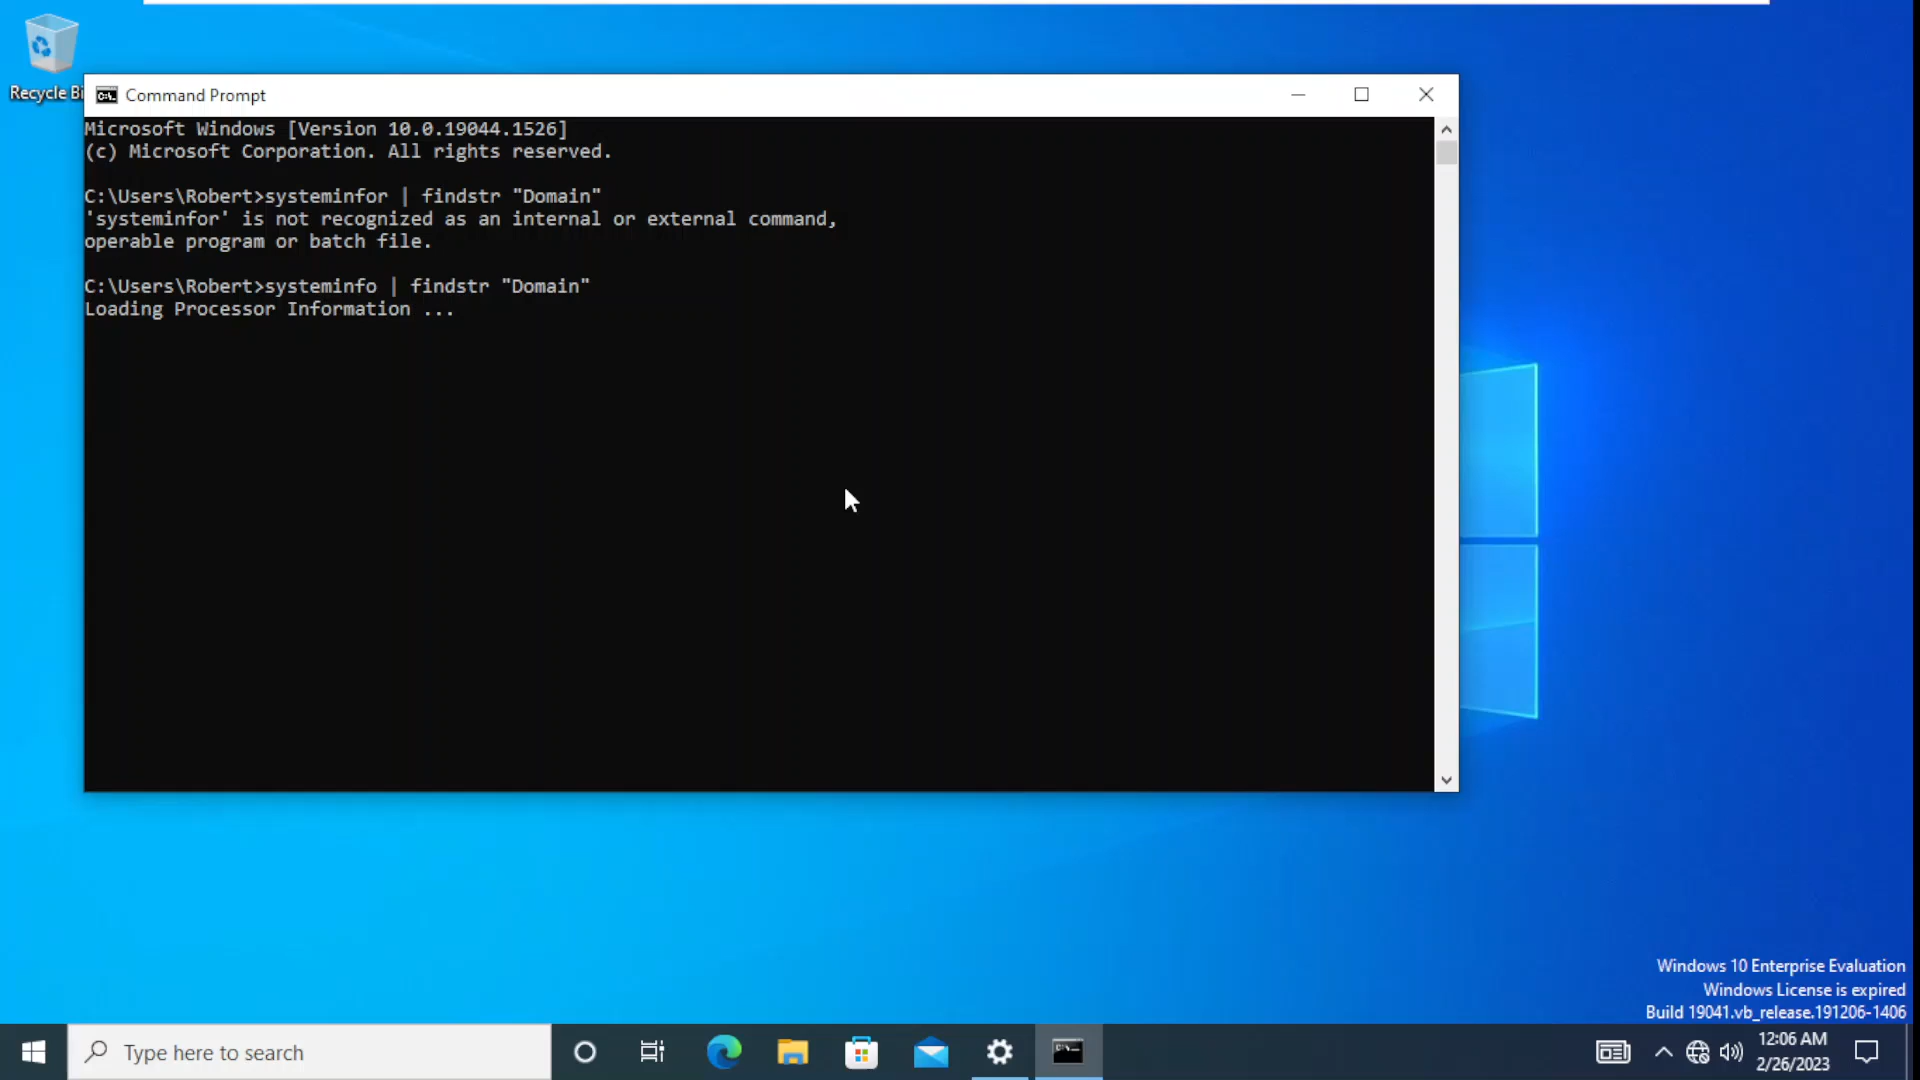 Recycle Bi
Command Prompt
Microsoft Windows [Version 10.0.19044.1526]
(c) Microsoft Corporation. All rights reserved.
C:\Users\Robert>systeminfor | findstr "Domain"
'systeminfor' is not recognized as an internal or external command,
operable program or batch file.
C:\Users\Robert>systeminfo | findstr "Domain"
Loading Processor Information ...
Windows 10 Enterprise Evaluation
Windows License is expired
Build 19041.vb_release.191206-1406
Type here to search
12:06 AM
2/26/2023